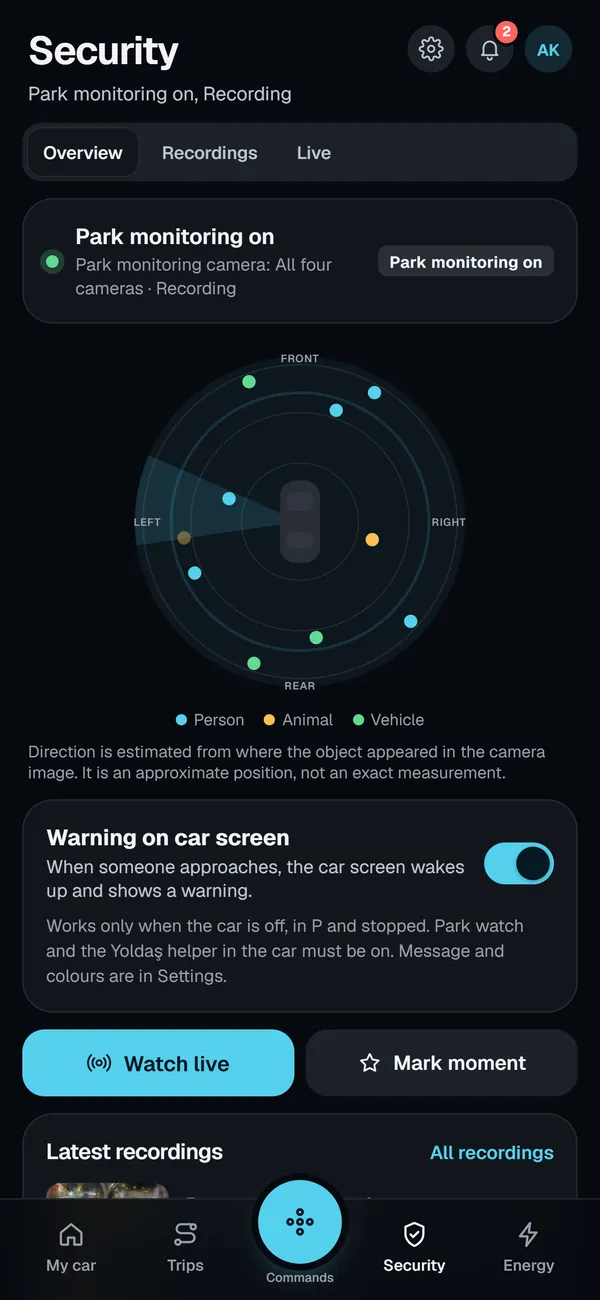 Security
2
AK
Park monitoring on, Recording
Overview
Recordings
Live
Park monitoring on
Park monitoring camera: All four
cameras · Recording
Park monitoring on
FRONT
LEFT
RIGHT
REAR
Person
Animal
Vehicle
Direction is estimated from where the object appeared in the camera
image. It is an approximate position, not an exact measurement.
Warning on car screen
When someone approaches, the car screen wakes
up and shows a warning.
Works only when the car is off, in P and stopped. Park watch
and the Yoldaş helper in the car must be on. Message and
colours are in Settings.
Watch live
Mark moment
Latest recordings
All recordings
My car
Trips
Commands
Security
Energy